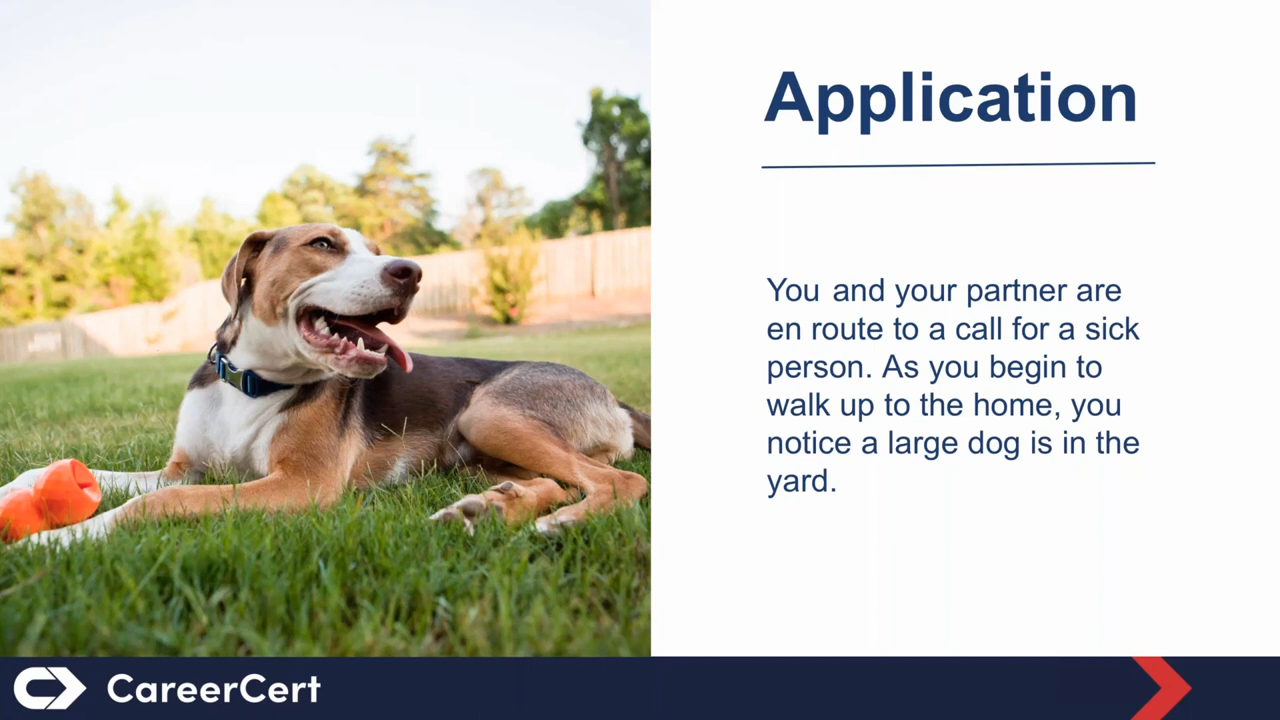 Application
You and your partner are
en route to a call for a sick
person. As you begin to
walk up to the home, you
notice a large dog is in the
yard.
CareerCert